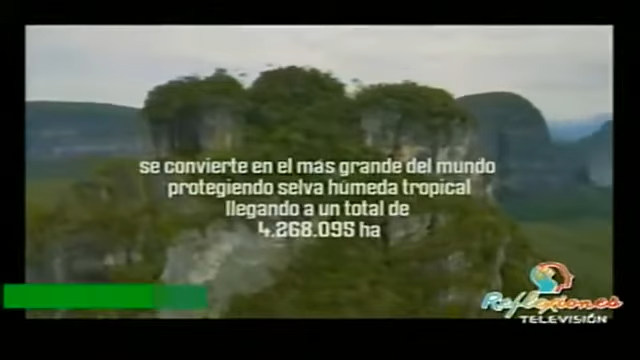 se convierte en el más grande del mundo
protegiendo selva húmeda tropical
llegando a un total de
4.268.095 ha
Reflexiones
TELEVISIÓN